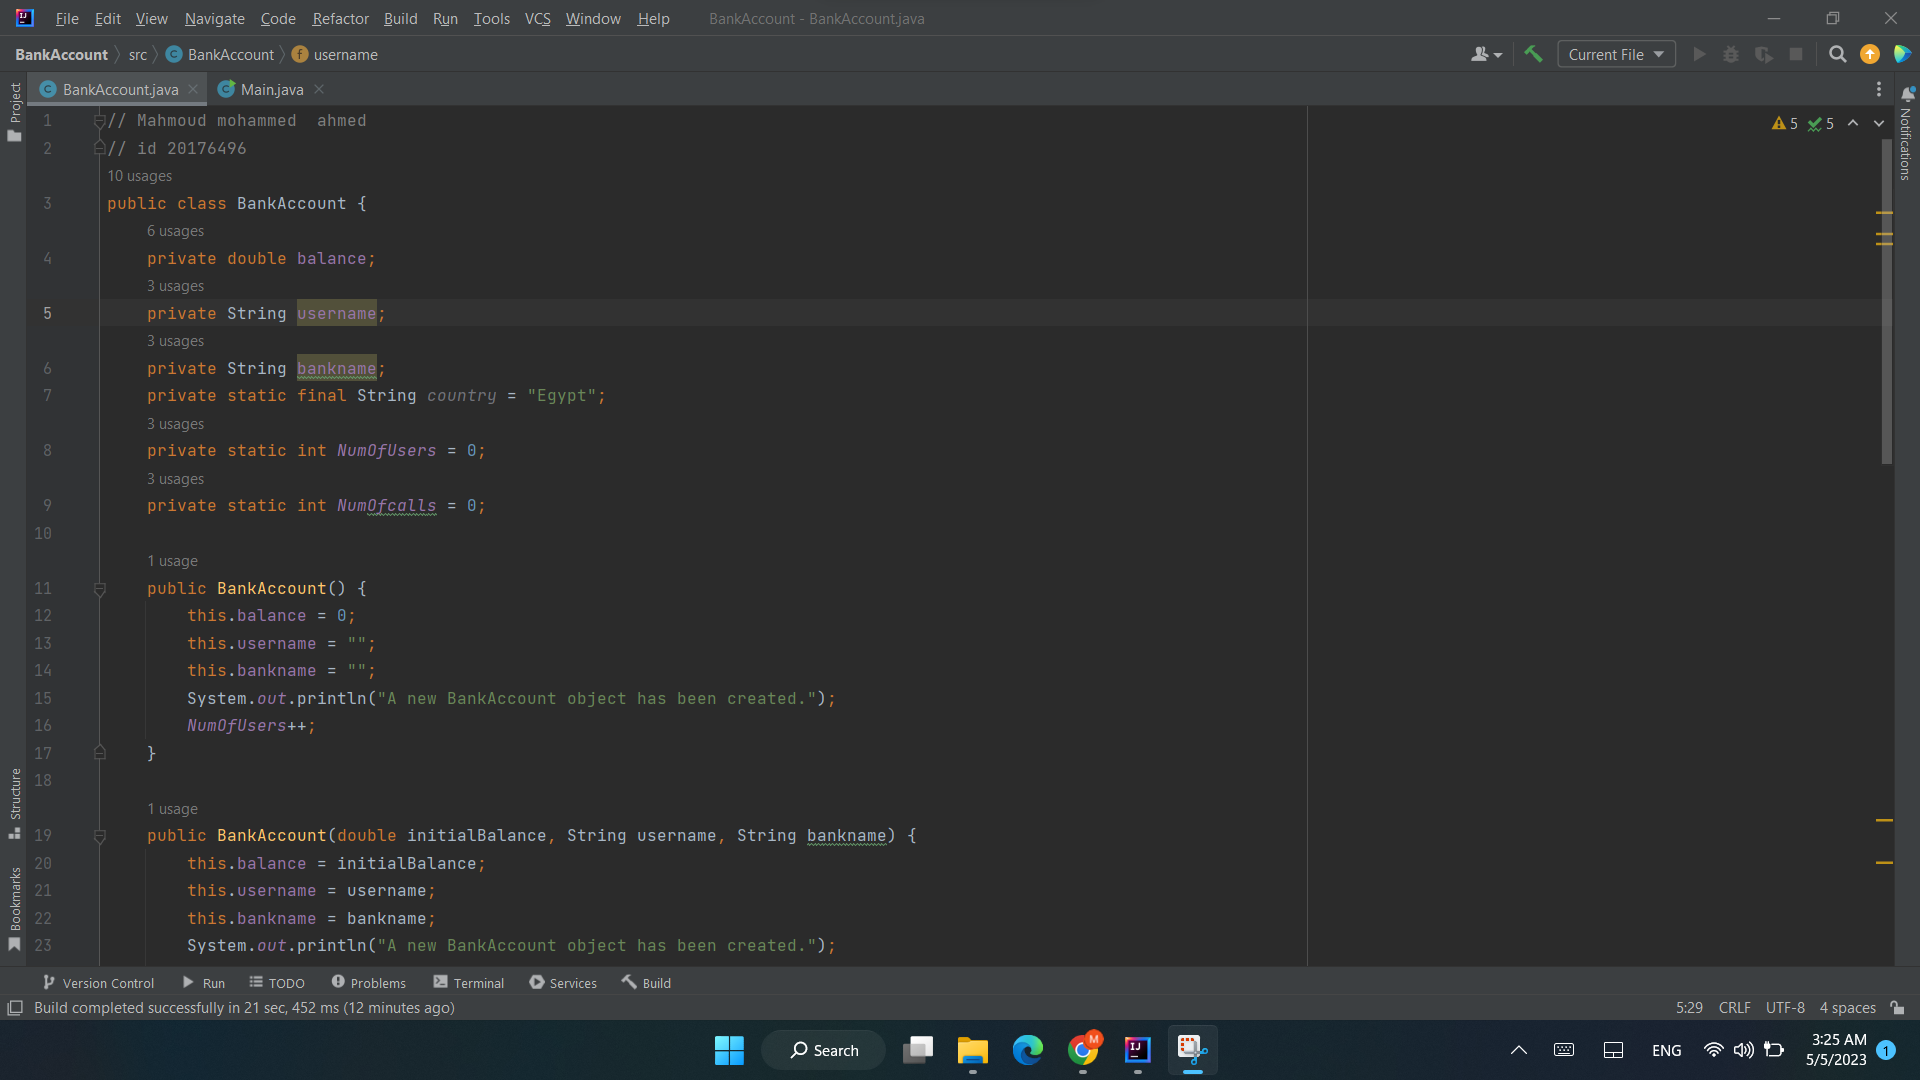 File Edit View Navigate Code Refactor Build Run Tools VCS Window Help BankAccount - BankAccount.java
BankAccount src BankAccount username Current File
BankAccount.java Main.java
Project
Notifications
5 5
1 // Mahmoud mohammed  ahmed
2 // id 20176496
10 usages
3 public class BankAccount {
6 usages
4 private double balance;
3 usages
5 private String username;
3 usages
6 private String bankname;
7 private static final String country = "Egypt";
3 usages
8 private static int NumOfUsers = 0;
3 usages
9 private static int NumOfcalls = 0;
10
1 usage
11 public BankAccount() {
12 this.balance = 0;
13 this.username = "";
14 this.bankname = "";
15 System.out.println("A new BankAccount object has been created.");
16 NumOfUsers++;
17 }
18
1 usage
19 public BankAccount(double initialBalance, String username, String bankname) {
20 this.balance = initialBalance;
21 this.username = username;
22 this.bankname = bankname;
23 System.out.println("A new BankAccount object has been created.");
Structure
Bookmarks
Version Control Run TODO Problems Terminal Services Build
Build completed successfully in 21 sec, 452 ms (12 minutes ago) 5:29 CRLF UTF-8 4 spaces
Search M ENG 3:25 AM
5/5/2023 1